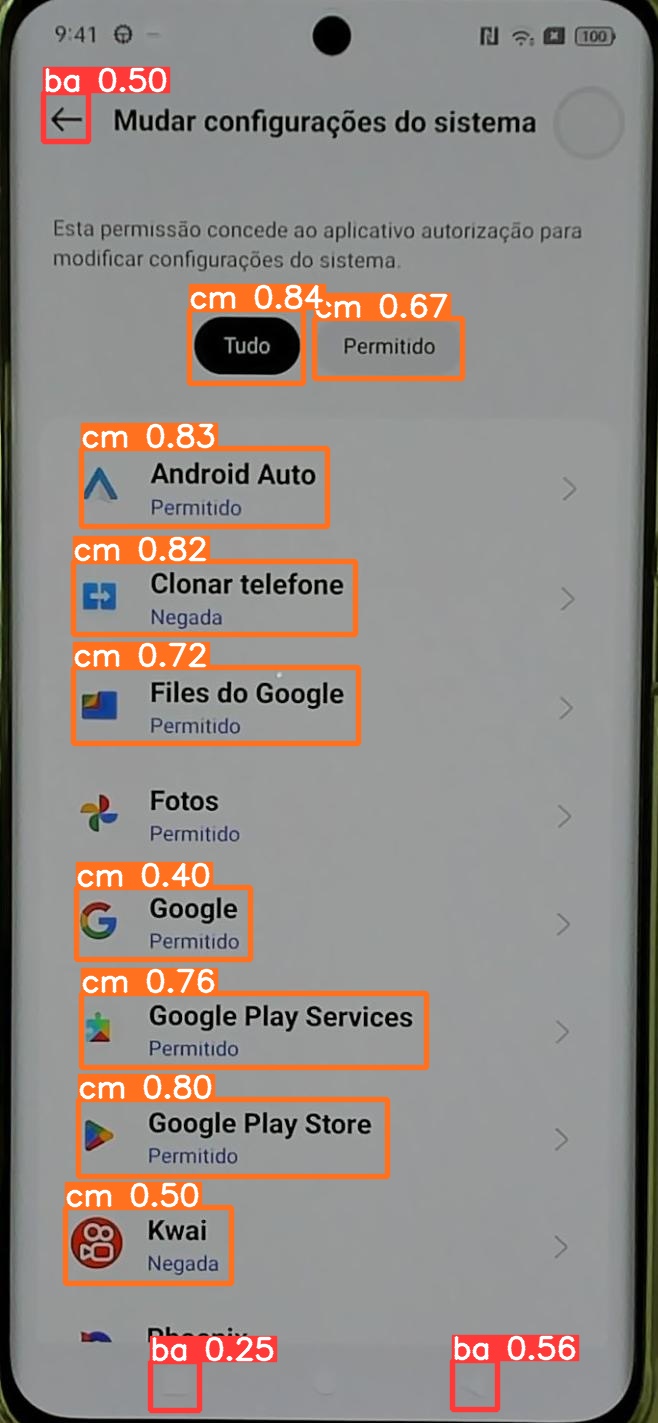 9:41
100
ba 0.50
Mudar configurações do sistema
Esta permissão concede ao aplicativo autorização para
modificar configurações do sistema.
cm 0.84
cm 0.67
Tudo
Permitido
cm 0.83
Android Auto
Permitido
cm 0.82
Clonar telefone
Negada
cm 0.72
Files do Google
Permitido
Fotos
Permitido
cm 0.40
Google
Permitido
cm 0.76
Google Play Services
Permitido
cm 0.80
Google Play Store
Permitido
cm 0.50
Kwai
Negada
Phoenix
ba 0.25
ba 0.56